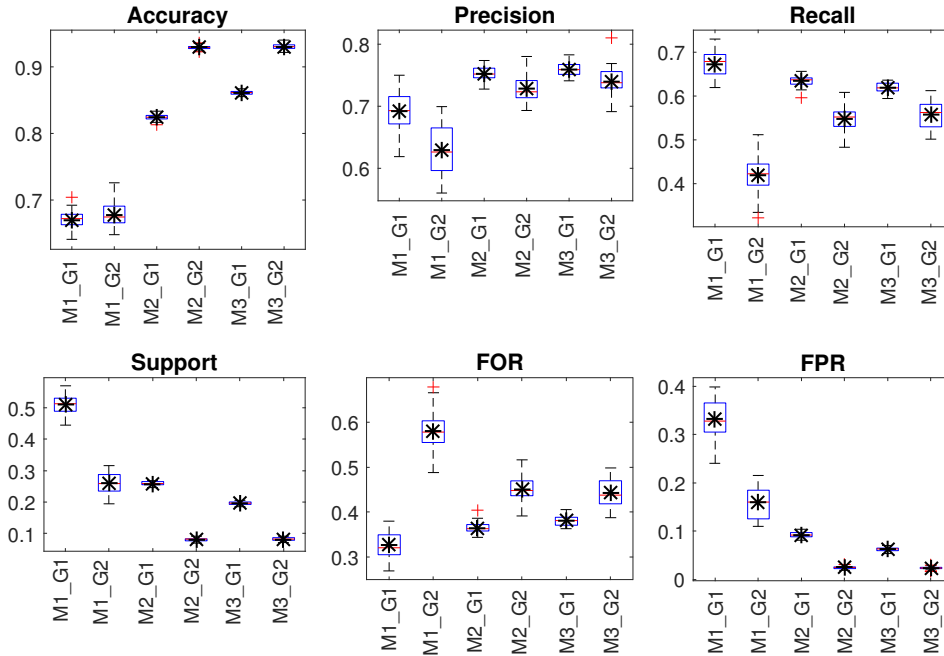 Accuracy
0.9
0.8
0.7
M1_G1
M1_G2
M2_G1
M2_G2
M3_G1
M3_G2
Precision
0.8
0.7
0.6
M1_G1
M1_G2
M2_G1
M2_G2
M3_G1
M3_G2
Recall
0.7
0.6
0.5
0.4
M1_G1
M1_G2
M2_G1
M2_G2
M3_G1
M3_G2
Support
0.5
0.4
0.3
0.2
0.1
M1_G1
M1_G2
M2_G1
M2_G2
M3_G1
M3_G2
FOR
0.6
0.5
0.4
0.3
M1_G1
M1_G2
M2_G1
M2_G2
M3_G1
M3_G2
FPR
0.4
0.3
0.2
0.1
0
M1_G1
M1_G2
M2_G1
M2_G2
M3_G1
M3_G2